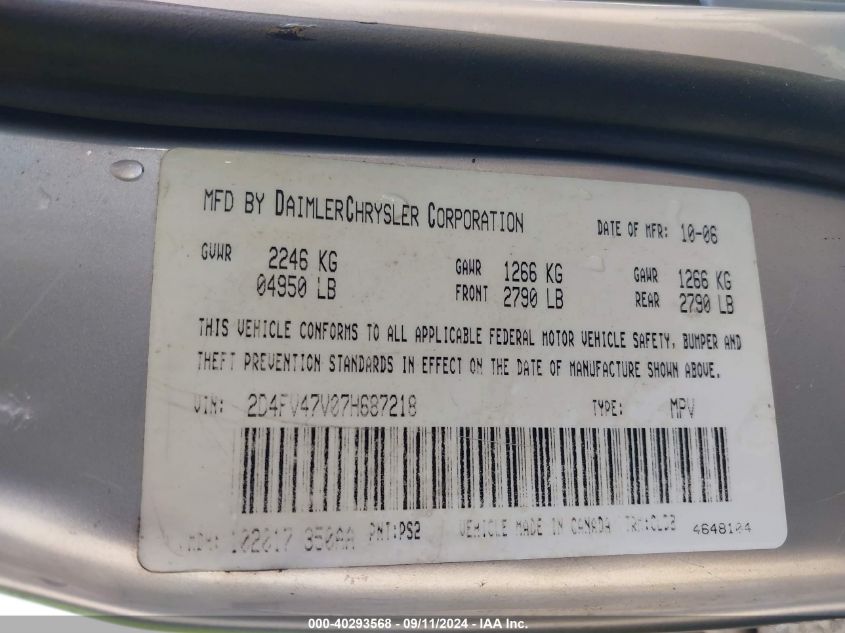 MFD BY DAIMLERCHRYSLER CORPORATION DATE OF MFR: 10-06
GVWR 2246 KG GAWR 1266 KG GAWR 1266 KG
04950 LB FRONT 2790 LB REAR 2790 LB
THIS VEHICLE CONFORMS TO ALL APPLICABLE FEDERAL MOTOR VEHICLE SAFETY, BUMPER AND
THEFT PREVENTION STANDARDS IN EFFECT ON THE DATE OF MANUFACTURE SHOWN ABOVE.
VIN: 2D4FV47V07H687218 TYPE: MPV
MDH: 102017 350AA PNT:PS2 VEHICLE MADE IN CANADA 4648104
000-40293568 - 09/11/2024 - IAA Inc.